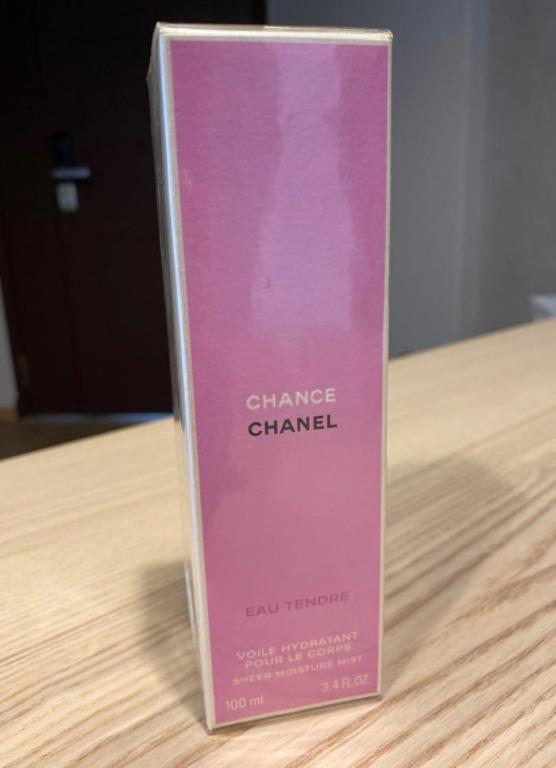 CHANCE
CHANEL
EAU TENDRE
VOILE HYDRATANT
POUR LE CORPS
SHEER MOISTURE MIST
100 ml 3.4 FL.OZ.